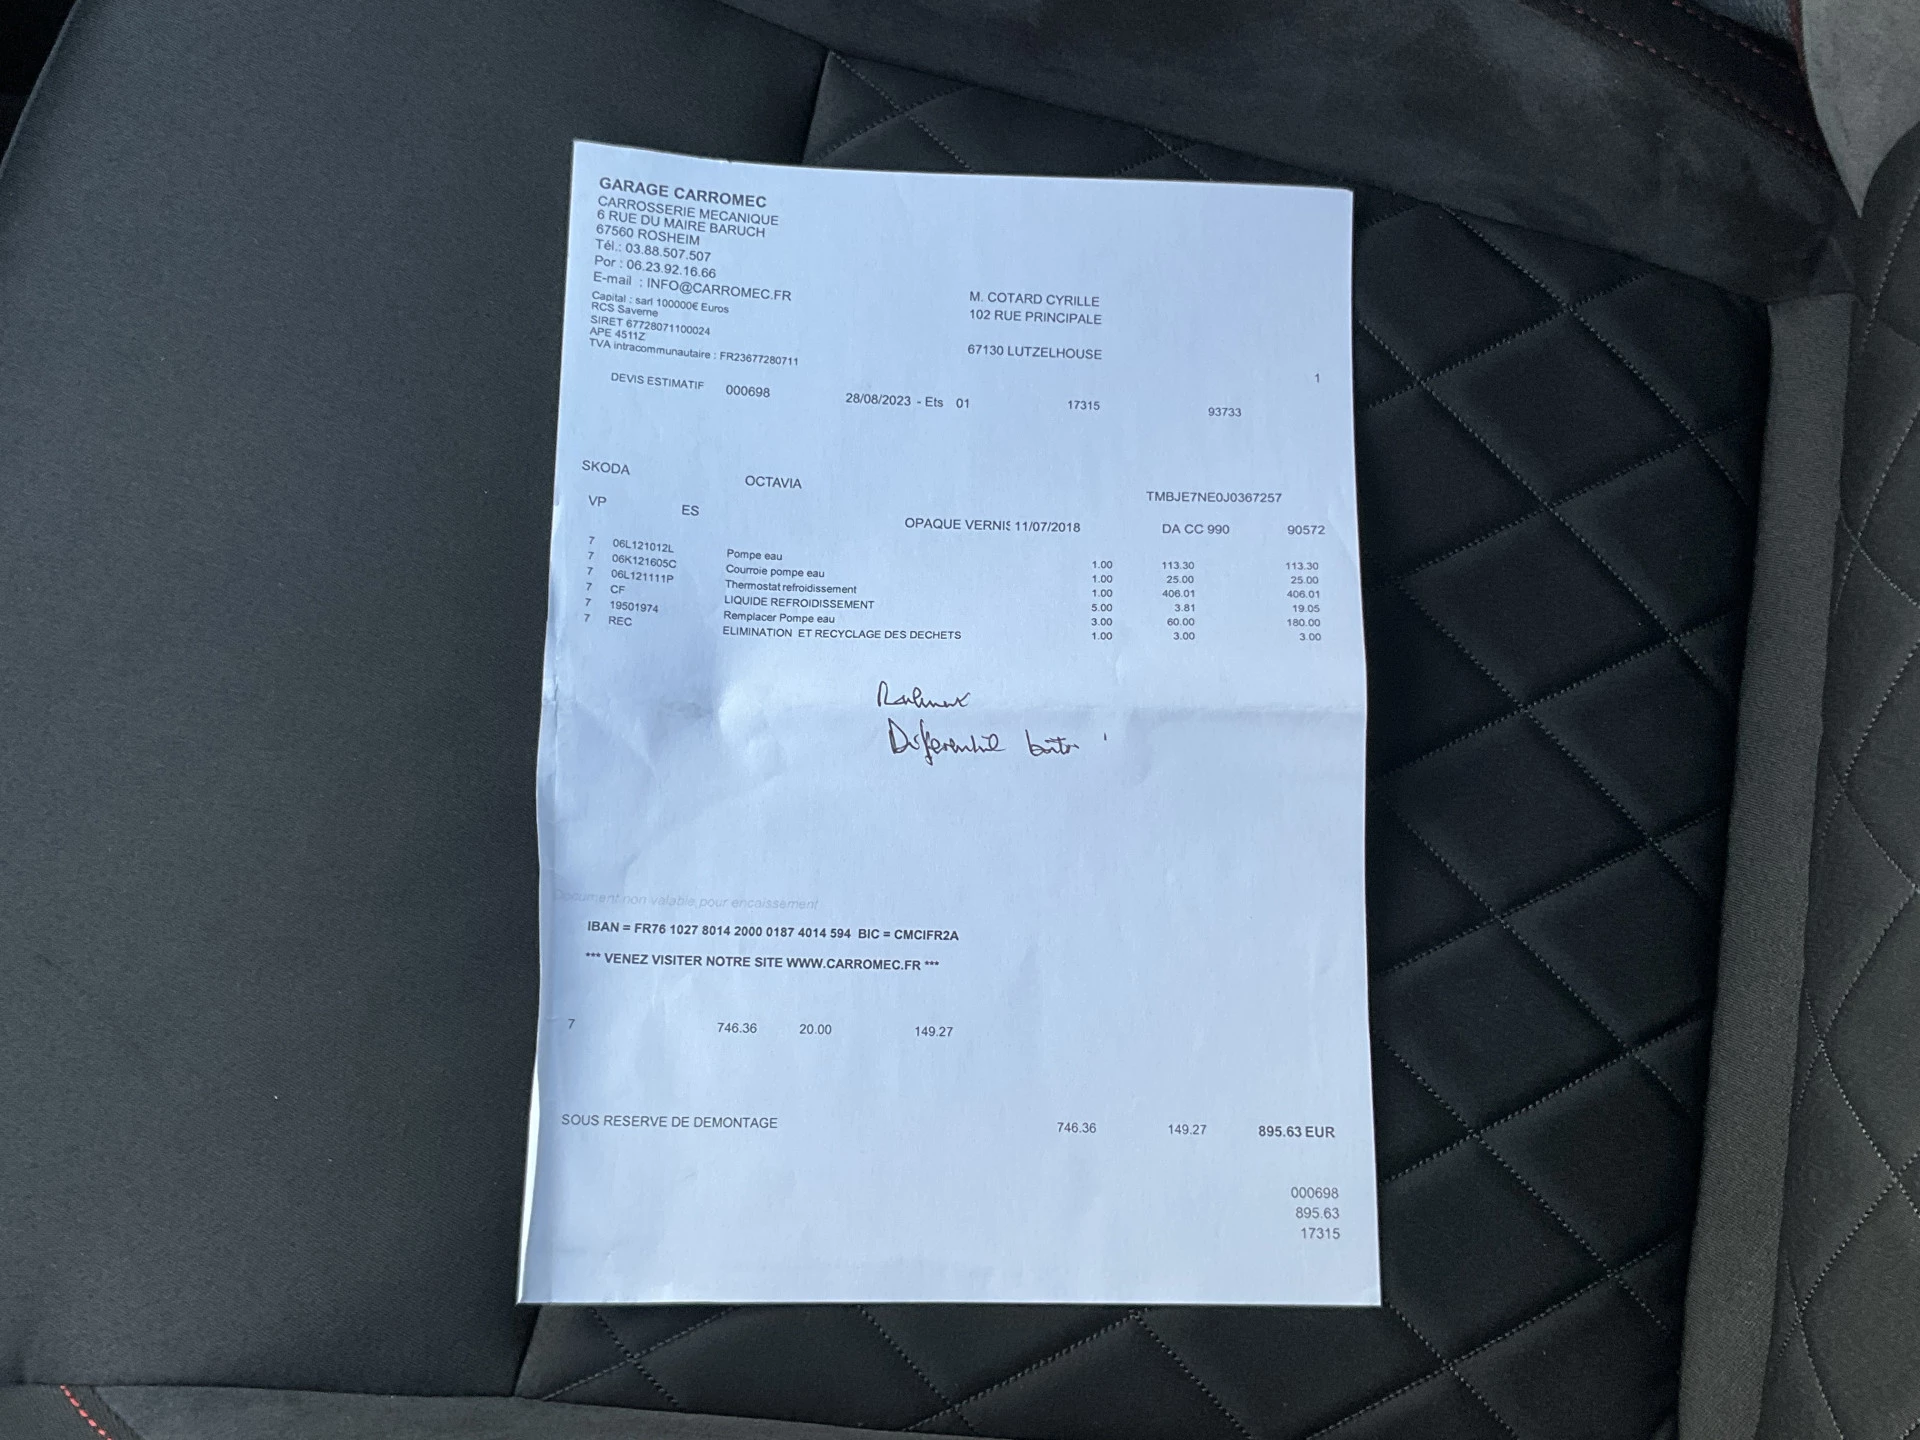 GARAGE CARROMEC
CARROSSERIE MECANIQUE
6 RUE DU MAIRE BARUCH
67560 ROSHEIM
Tél.: 03.88.507.507
Por : 06.23.92.16.66
E-mail : INFO@CARROMEC.FR
Capital : sarl 100000€ Euros
RCS Saverne
SIRET 67728071100024
APE 4511Z
TVA intracommunautaire : FR23677280711
M. COTARD CYRILLE
102 RUE PRINCIPALE
67130 LUTZELHOUSE
1
DEVIS ESTIMATIF 000698 28/08/2023 - Ets 01 17315 93733
SKODA OCTAVIA TMBJE7NE0J0367257
VP ES OPAQUE VERNIS 11/07/2018 DA CC 990 90572
7 06L121012L Pompe eau 1.00 113.30 113.30
7 06K121605C Courroie pompe eau 1.00 25.00 25.00
7 06L121111P Thermostat refroidissement 1.00 406.01 406.01
7 CF LIQUIDE REFROIDISSEMENT 5.00 3.81 19.05
7 19501974 Remplacer Pompe eau 3.00 60.00 180.00
7 REC ELIMINATION ET RECYCLAGE DES DECHETS 1.00 3.00 3.00
Document non valable pour encaissement
IBAN = FR76 1027 8014 2000 0187 4014 594 BIC = CMCIFR2A
*** VENEZ VISITER NOTRE SITE WWW.CARROMEC.FR ***
7 746.36 20.00 149.27
SOUS RESERVE DE DEMONTAGE 746.36 149.27 895.63 EUR
000698
895.63
17315